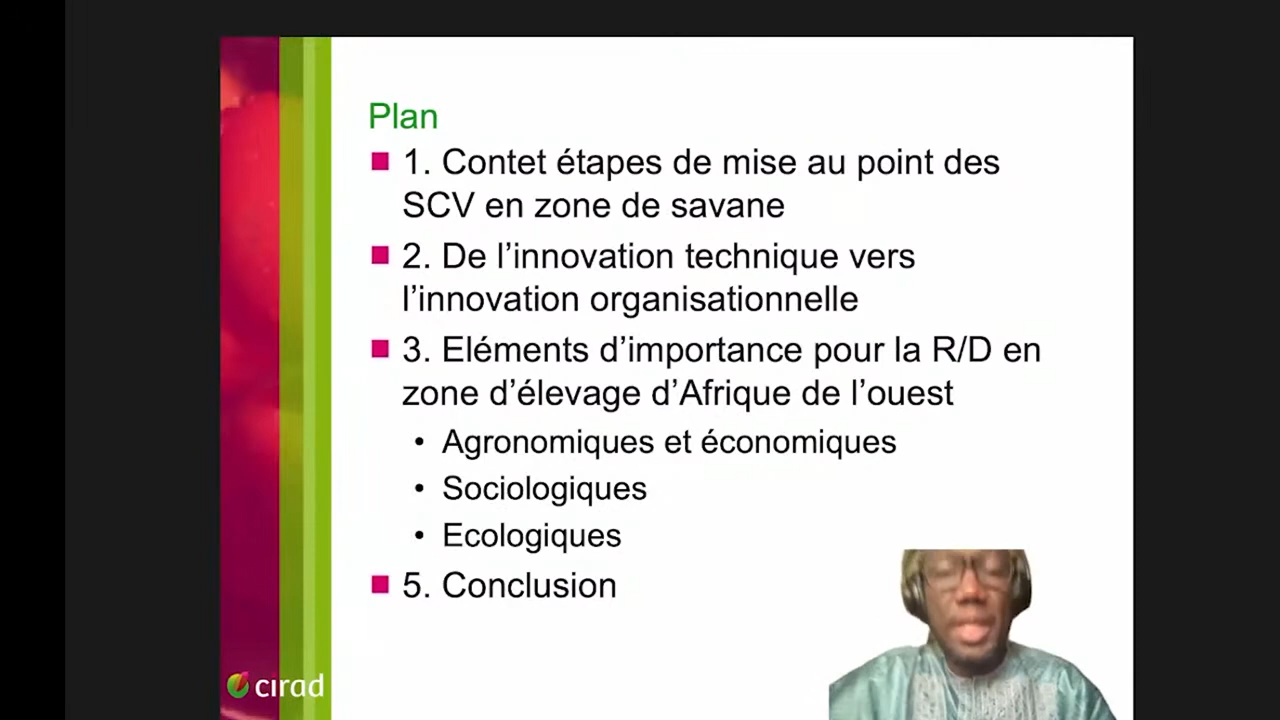 Plan
1. Contet étapes de mise au point des
SCV en zone de savane
2. De l’innovation technique vers
l’innovation organisationnelle
3. Eléments d’importance pour la R/D en
zone d’élevage d’Afrique de l’ouest
• Agronomiques et économiques
• Sociologiques
• Ecologiques
5. Conclusion
cirad